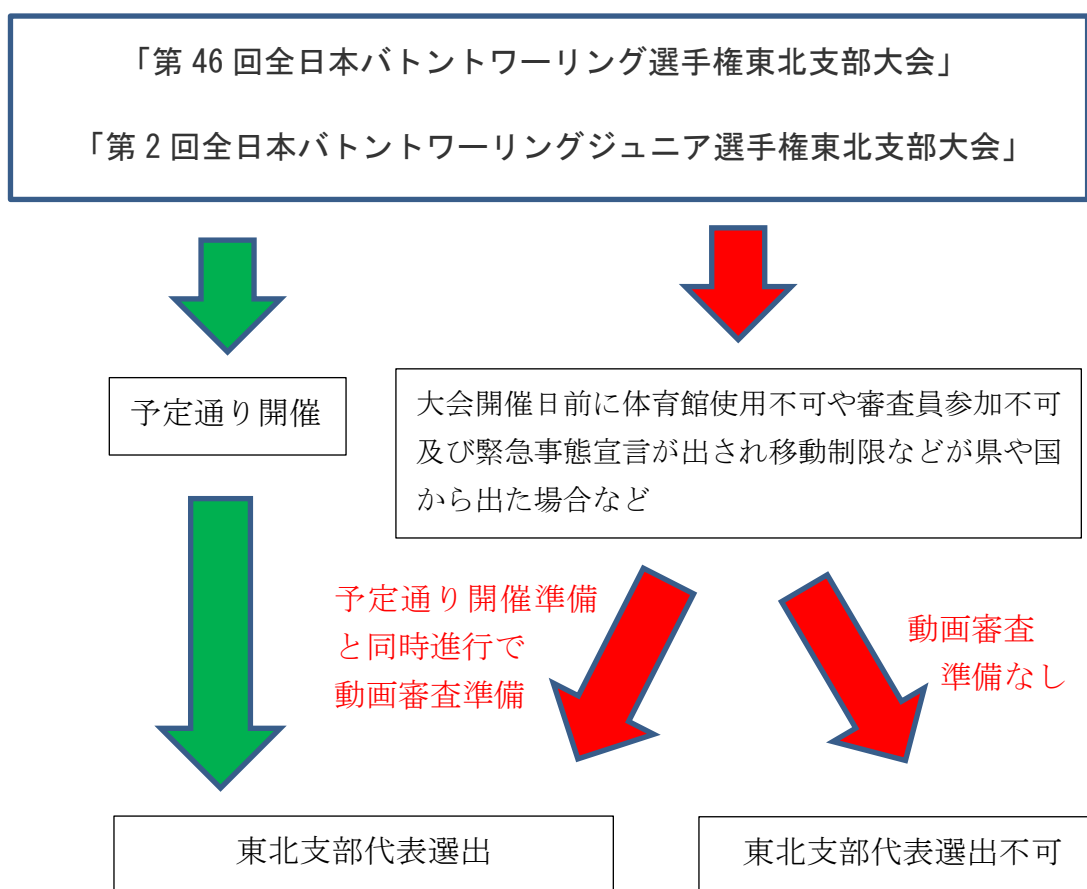 「第 46 回全日本バトントワーリング選手権東北支部大会」
「第 2 回全日本バトントワーリングジュニア選手権東北支部大会」
予定通り開催
大会開催日前に体育館使用不可や審査員参加不可
及び緊急事態宣言が出され移動制限などが県や国
から出た場合など
予定通り開催準備
と同時進行で
動画審査準備
動画審査
準備なし
東北支部代表選出
東北支部代表選出不可